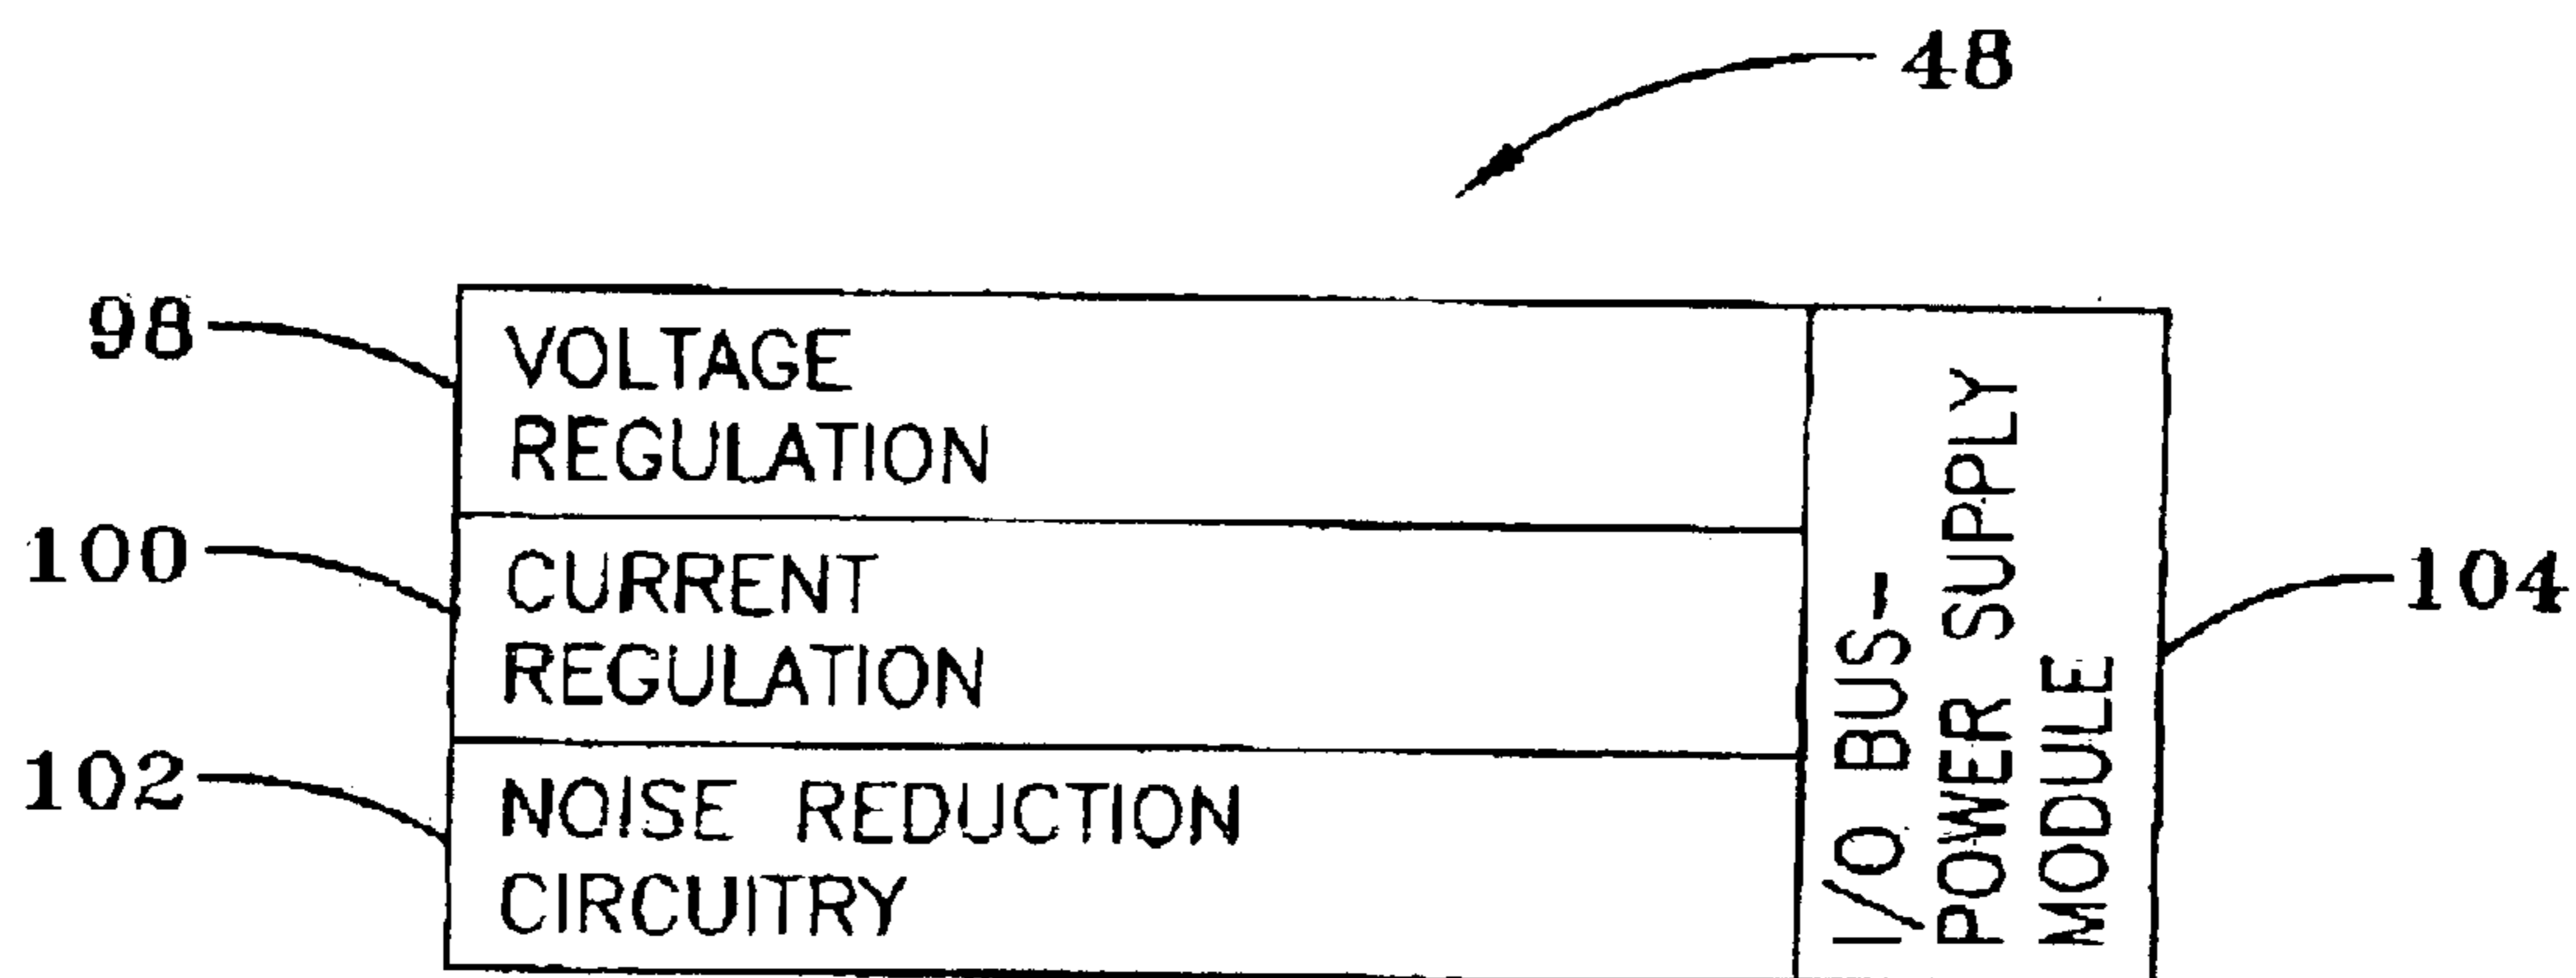 48
98
VOLTAGE
REGULATION
100
CURRENT
REGULATION
102
NOISE REDUCTION
CIRCUITRY
I/O BUS-
POWER SUPPLY
MODULE
104